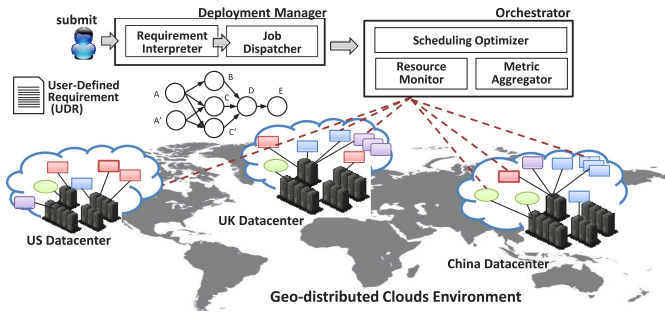 submit
Deployment Manager
Requirement
Interpreter
Job
Dispatcher
Orchestrator
Scheduling Optimizer
Resource
Monitor
Metric
Aggregator
User-Defined
Requirement
(UDR)
A
A'
B
C
C'
D
E
US Datacenter
UK Datacenter
China Datacenter
Geo-distributed Clouds Environment